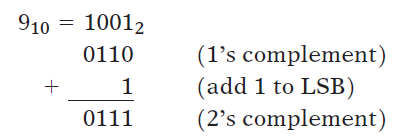 9₁₀ = 1001₂
0110 (1’s complement)
+ 1 (add 1 to LSB)
0111 (2’s complement)